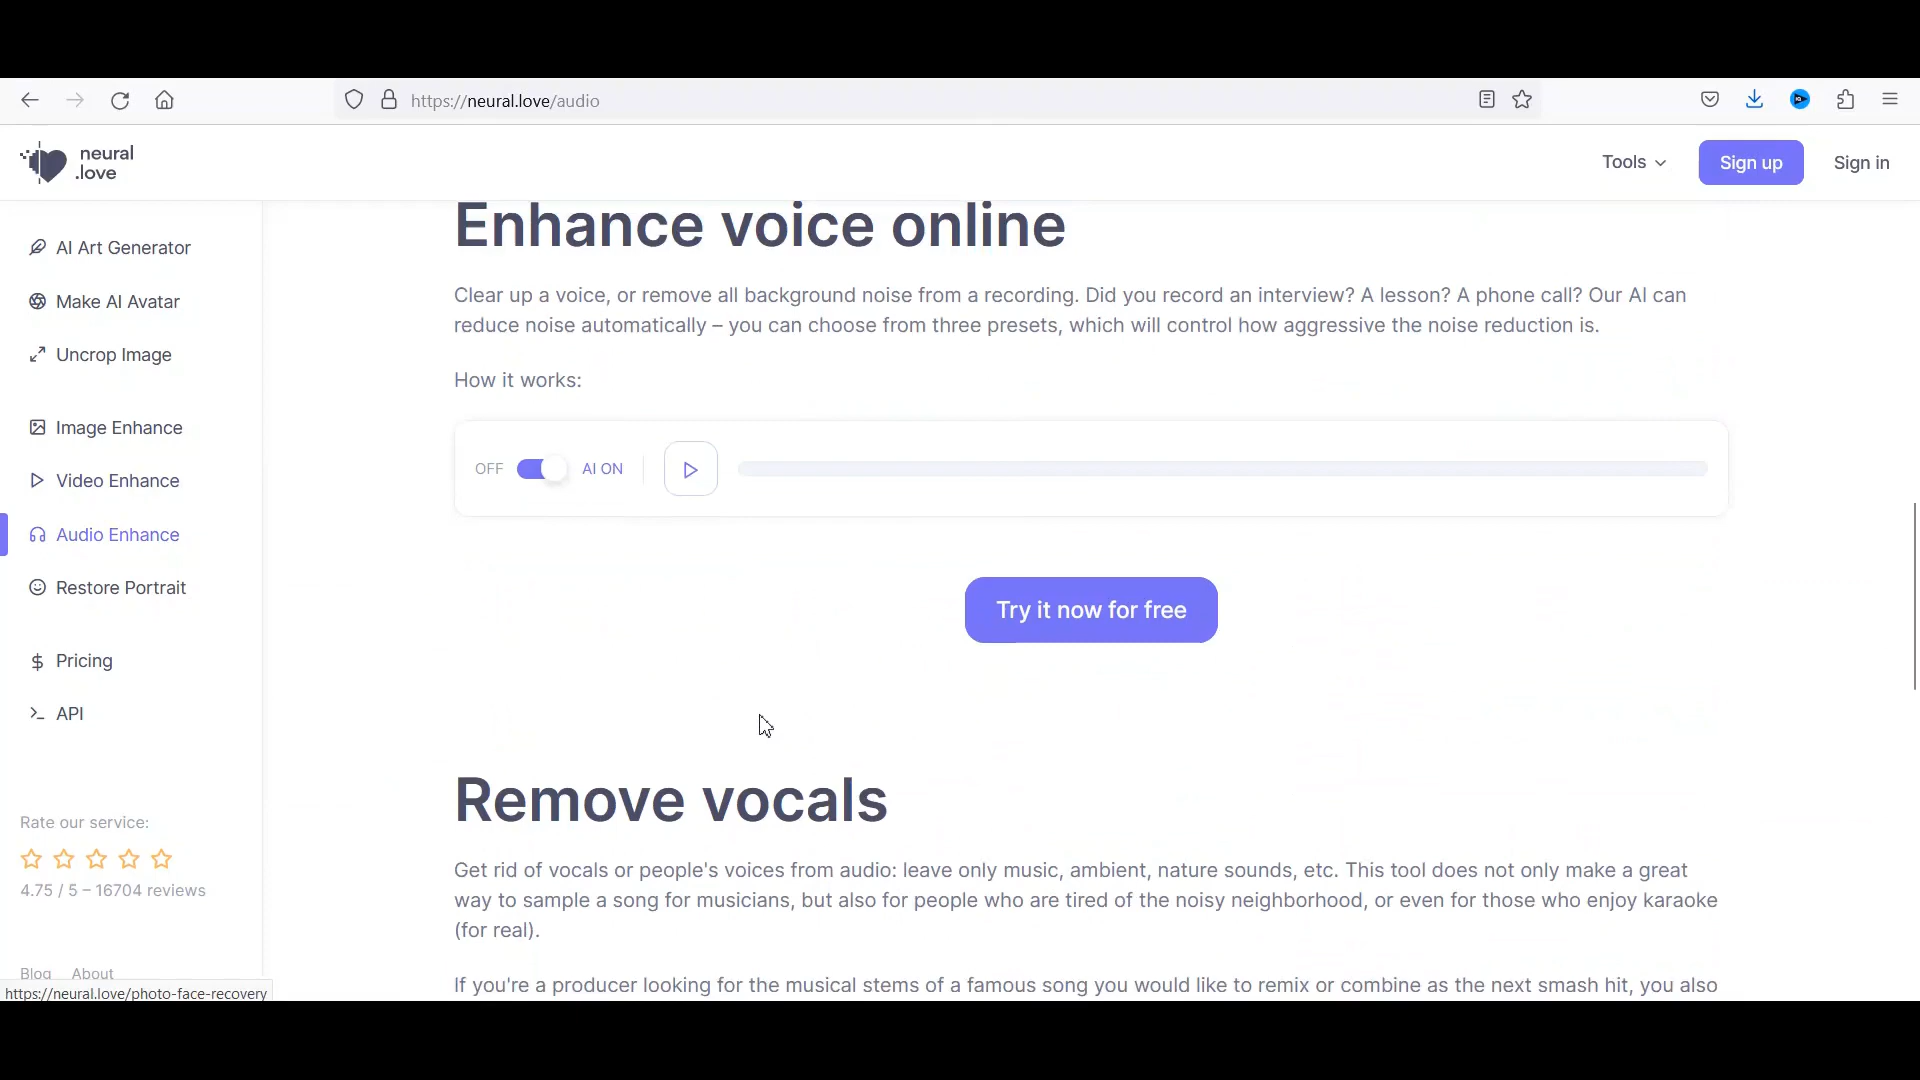 https://neural.love/audio
neural
.love
Tools
Sign up
Sign in
AI Art Generator
Make AI Avatar
Uncrop Image
Image Enhance
Video Enhance
Audio Enhance
Restore Portrait
Pricing
API
Rate our service:
4.75 / 5 – 16704 reviews
Blog About
https://neural.love/photo-face-recovery
Enhance voice online
Clear up a voice, or remove all background noise from a recording. Did you record an interview? A lesson? A phone call? Our AI can
reduce noise automatically – you can choose from three presets, which will control how aggressive the noise reduction is.
How it works:
OFF AI ON
Try it now for free
Remove vocals
Get rid of vocals or people's voices from audio: leave only music, ambient, nature sounds, etc. This tool does not only make a great
way to sample a song for musicians, but also for people who are tired of the noisy neighborhood, or even for those who enjoy karaoke
(for real).
If you're a producer looking for the musical stems of a famous song you would like to remix or combine as the next smash hit, you also